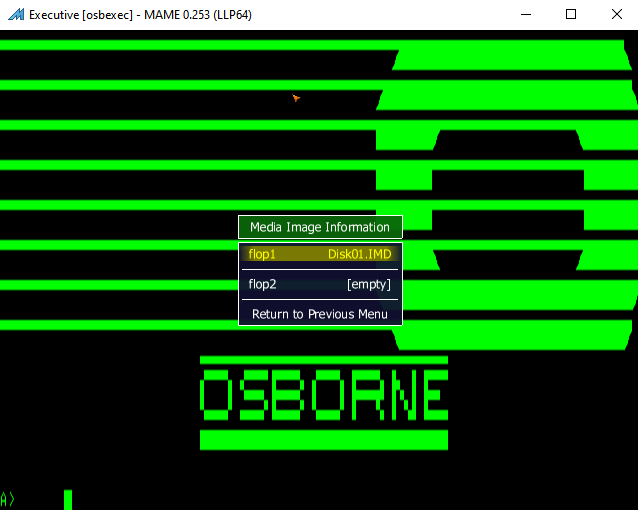 Executive [osbexec] - MAME 0.253 (LLP64)
Media Image Information
flop1 Disk01.IMD
flop2 [empty]
Return to Previous Menu
OSBORNE
A>